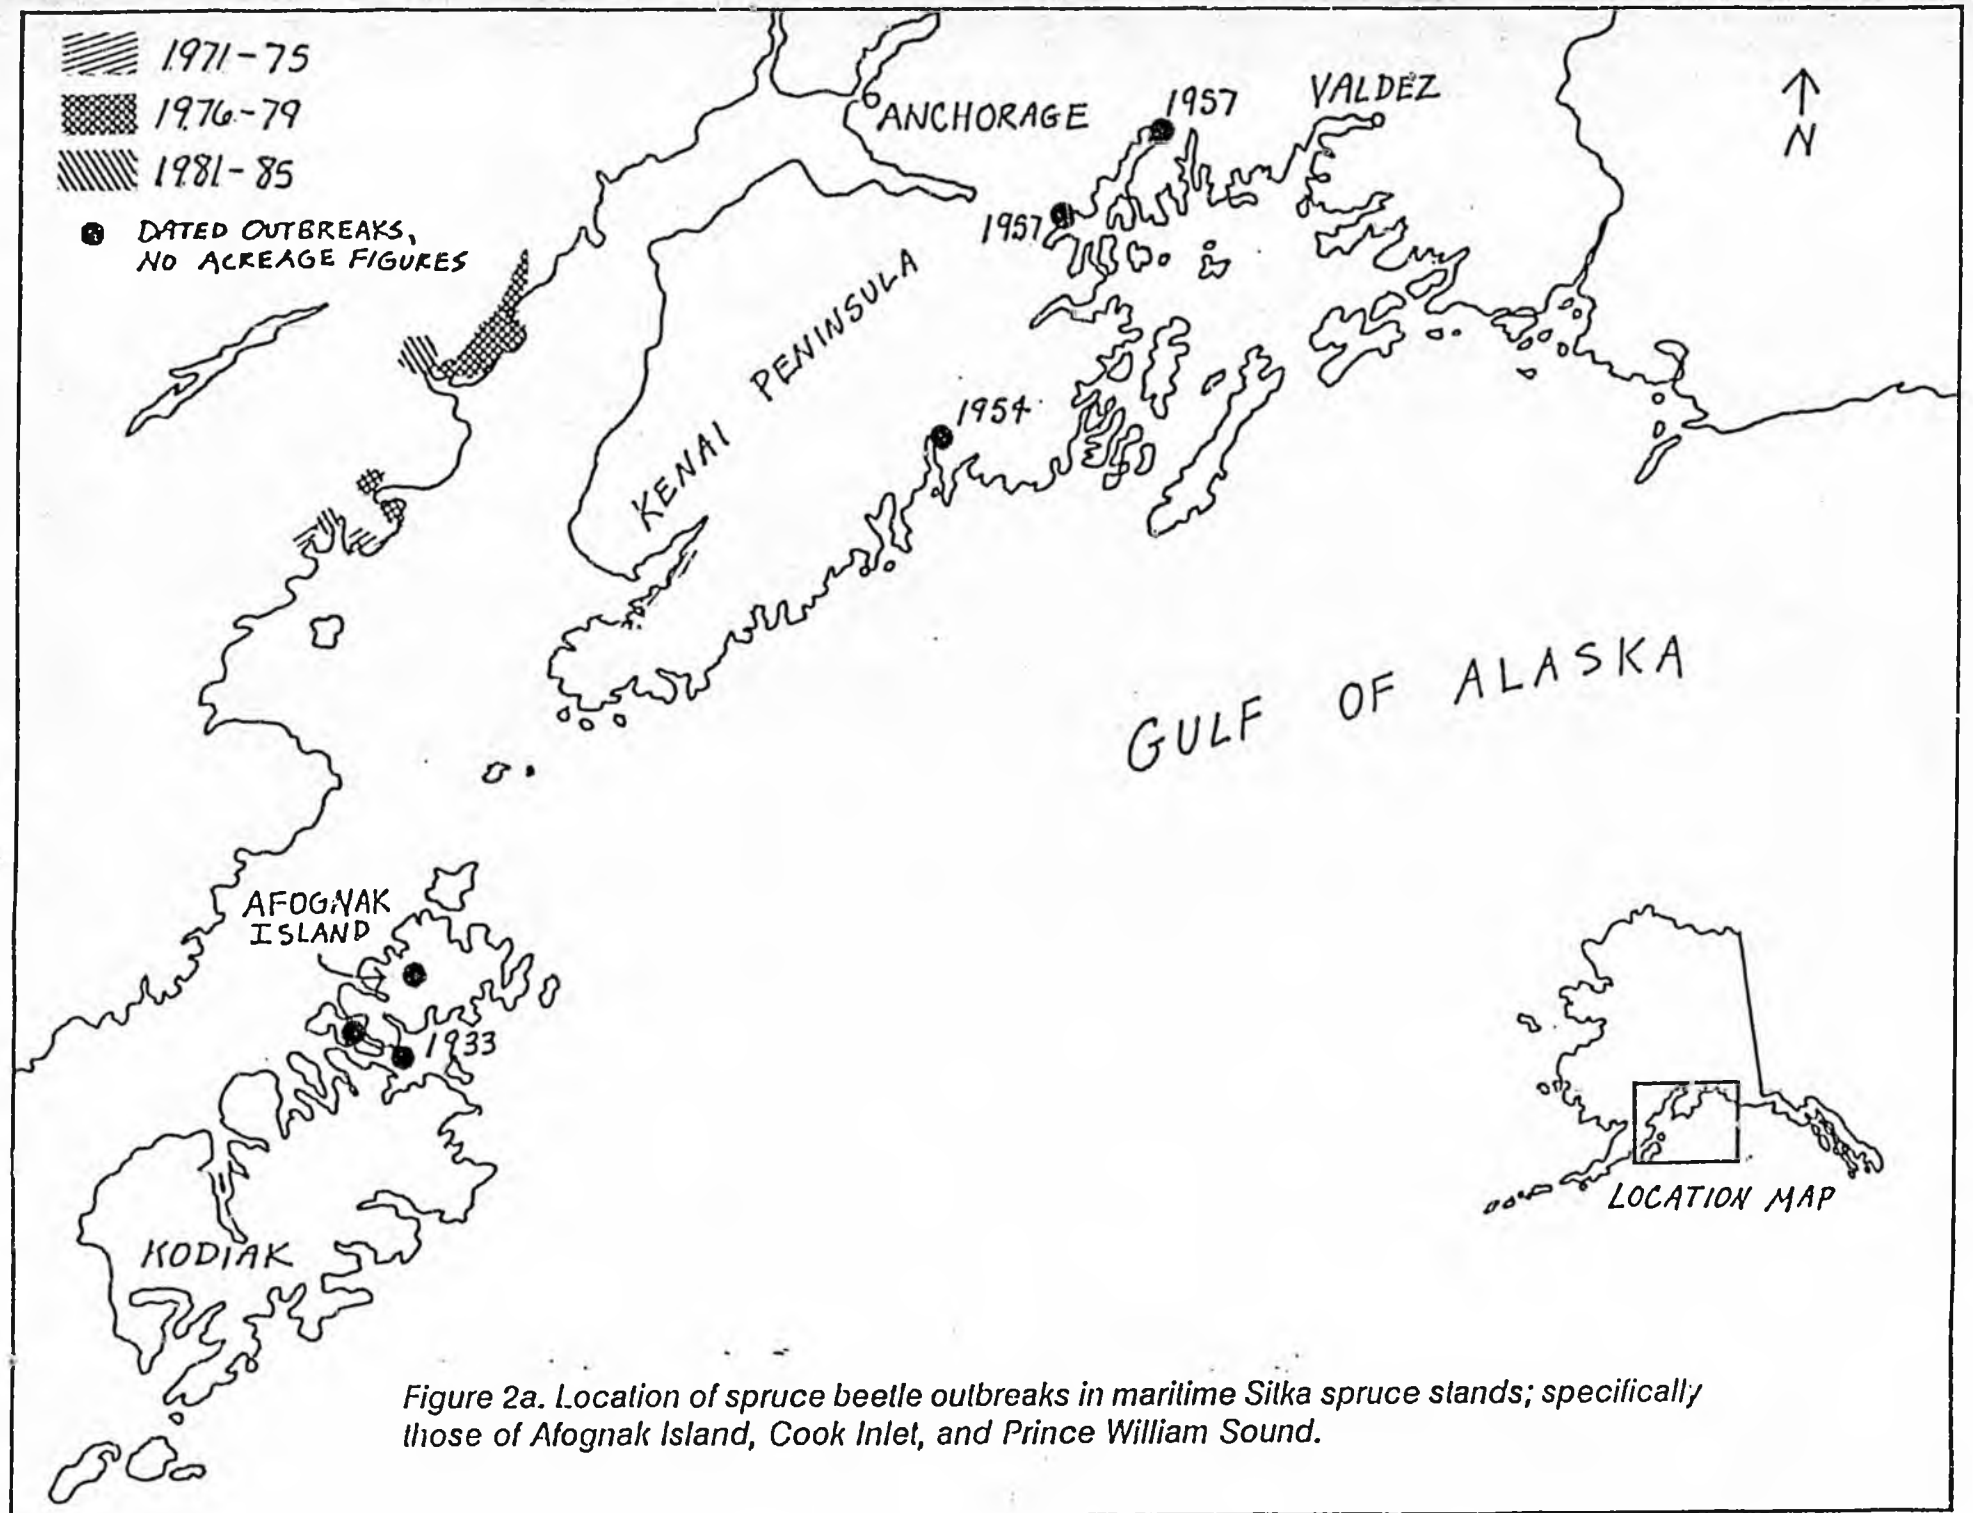 1971-75
1976-79
1981-85
DATED OUTBREAKS,
NO ACREAGE FIGURES
ANCHORAGE
1957
VALDEZ
N
1957
KENAI PENINSULA
1954
GULF OF ALASKA
AFOGNAK
ISLAND
1933
KODIAK
LOCATION MAP
Figure 2a. Location of spruce beetle outbreaks in maritime Sitka spruce stands; specifically
those of Afognak Island, Cook Inlet, and Prince William Sound.